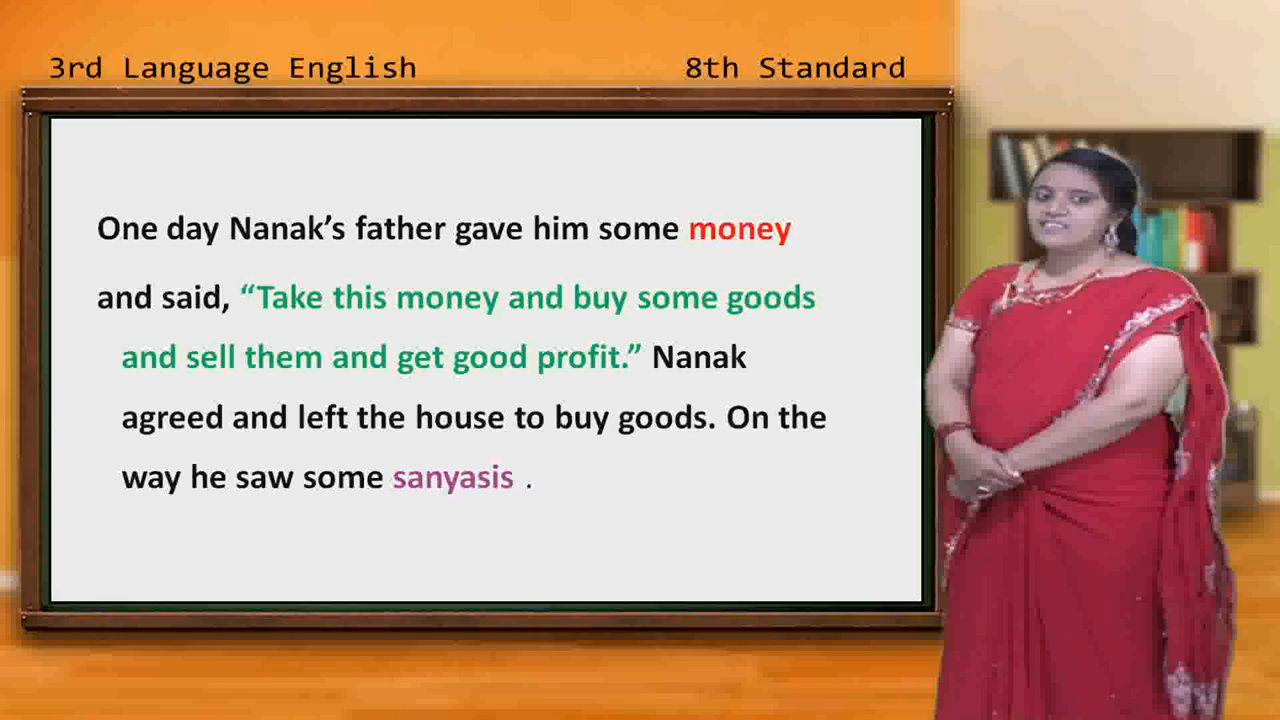 3rd Language English 8th Standard
One day Nanak’s father gave him some money
and said, “Take this money and buy some goods
and sell them and get good profit.” Nanak
agreed and left the house to buy goods. On the
way he saw some sanyasis .